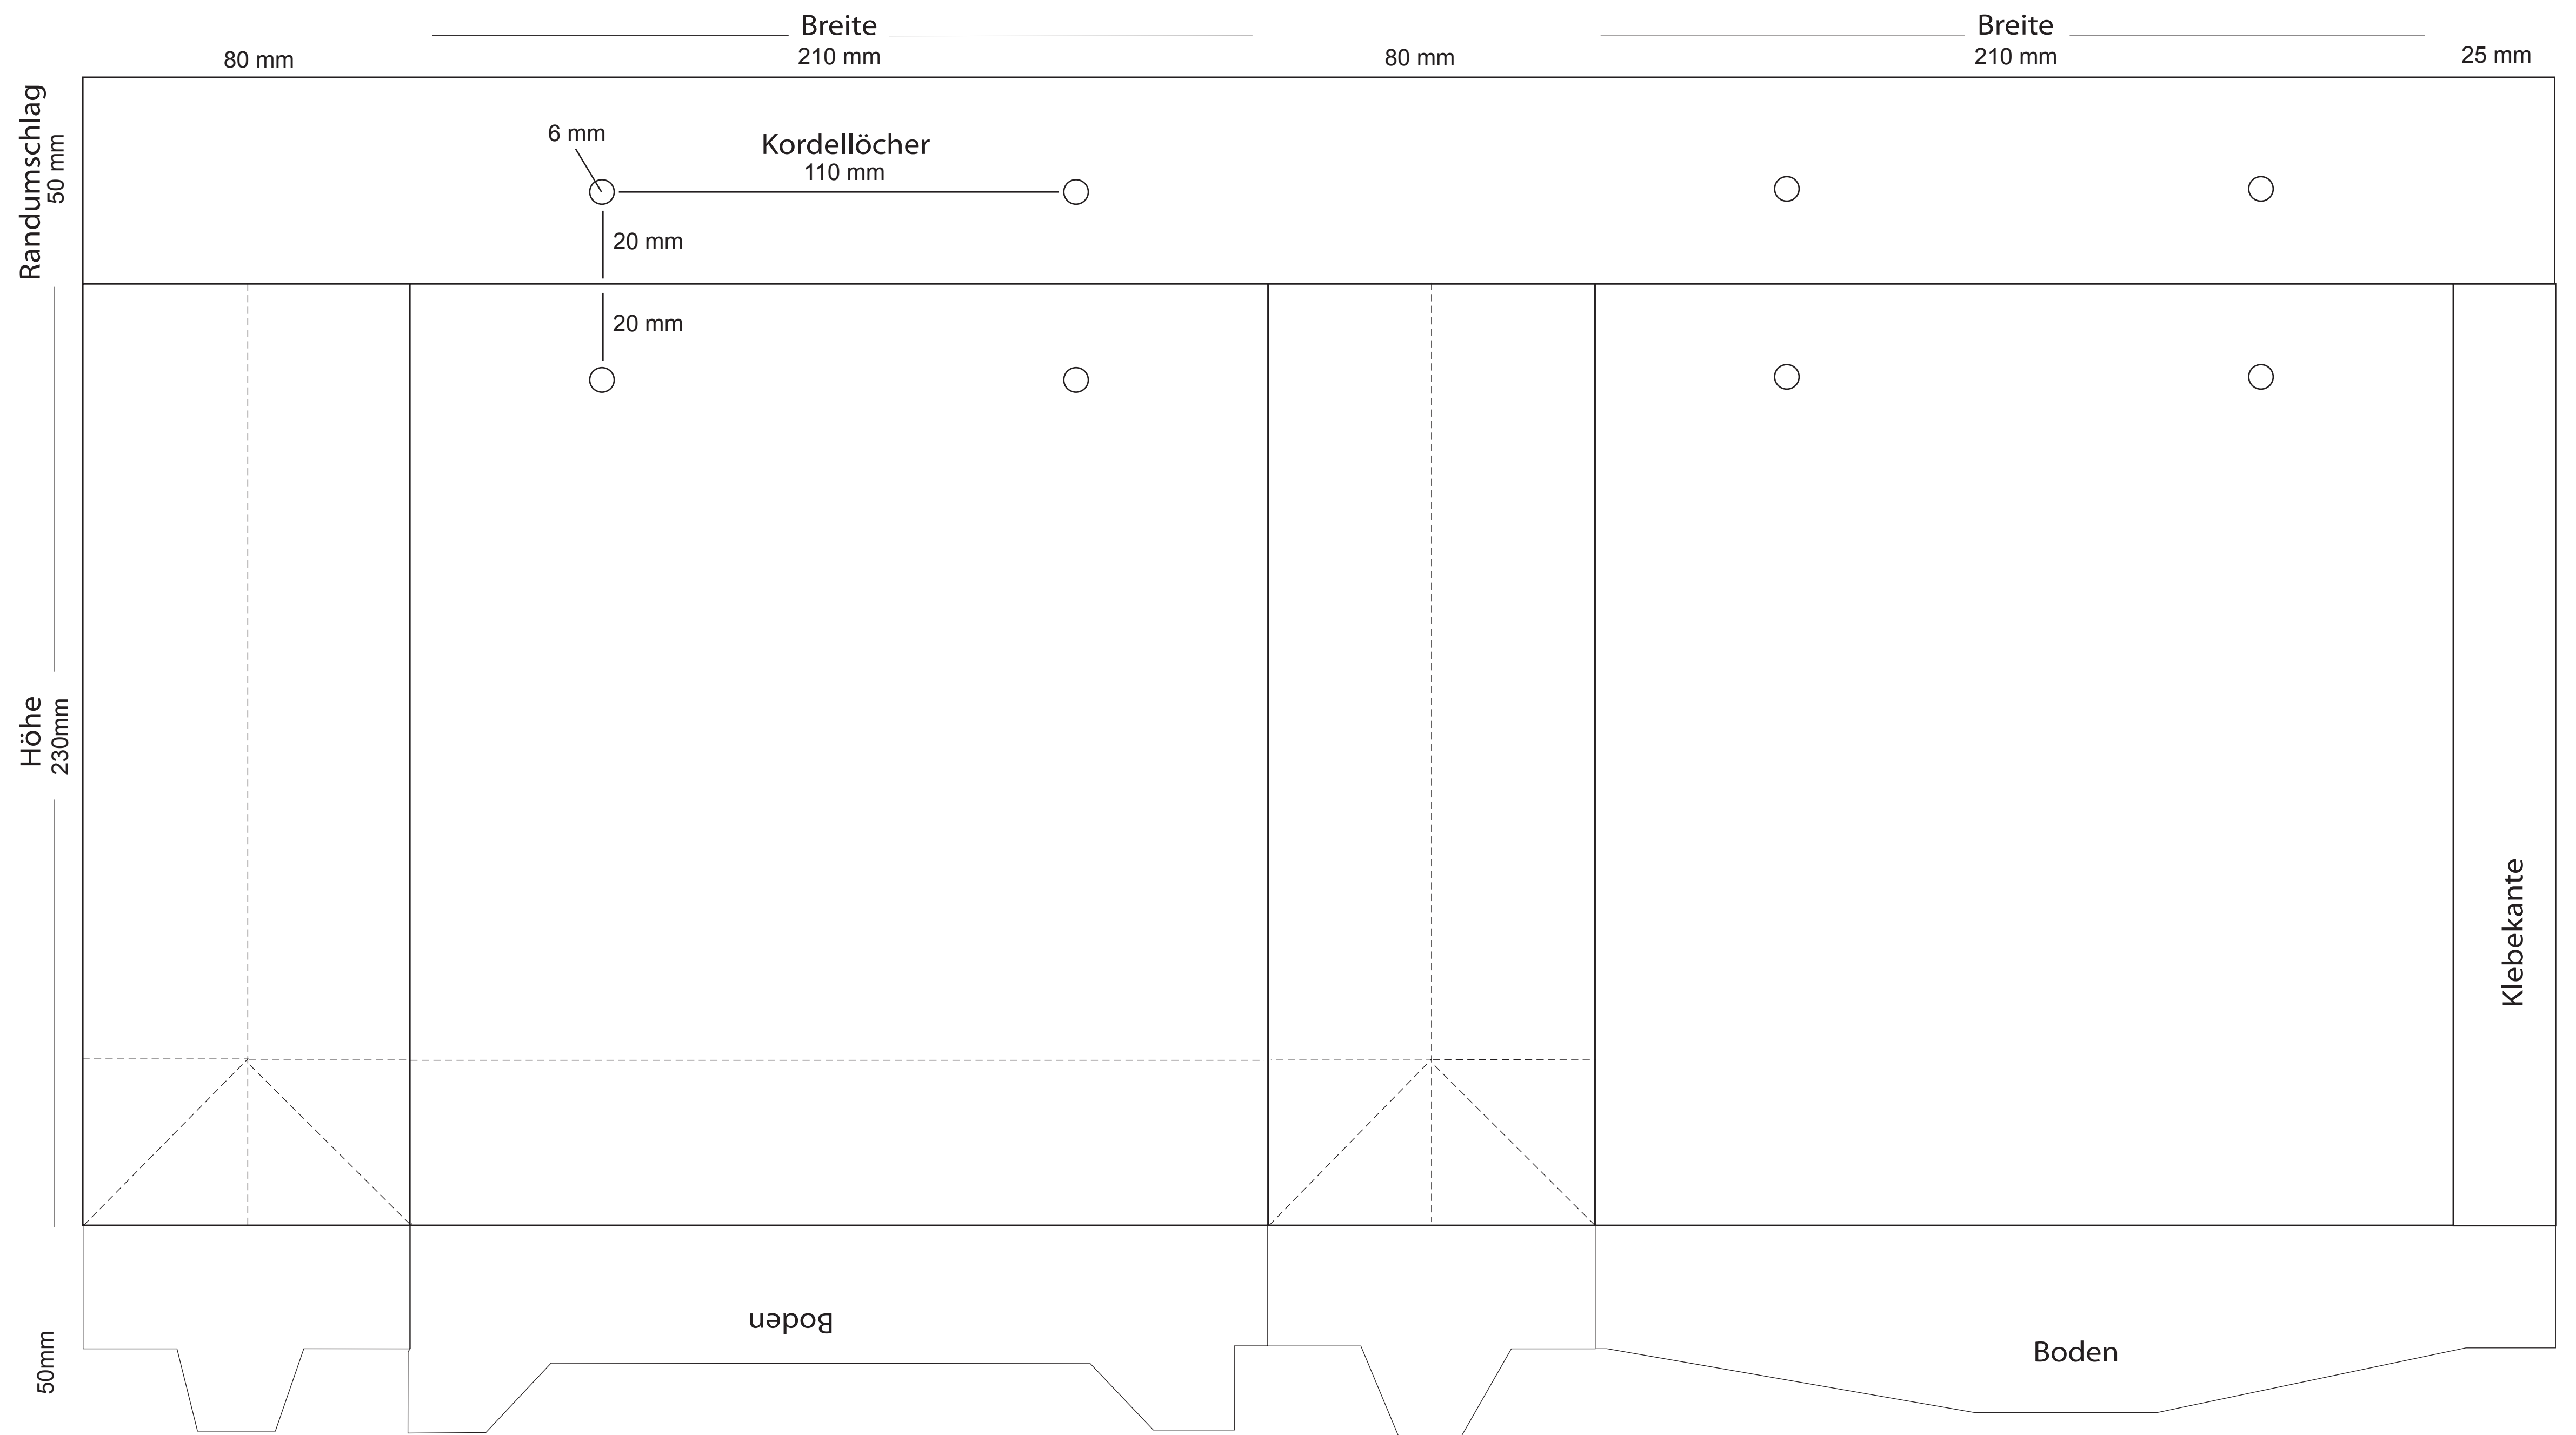 Breite
210 mm
Breite
210 mm
80 mm
80 mm
25 mm
Randumschlag
50 mm
6 mm
Kordellöcher
110 mm
20 mm
20 mm
Höhe
230mm
Klebekante
Boden
Boden
50mm